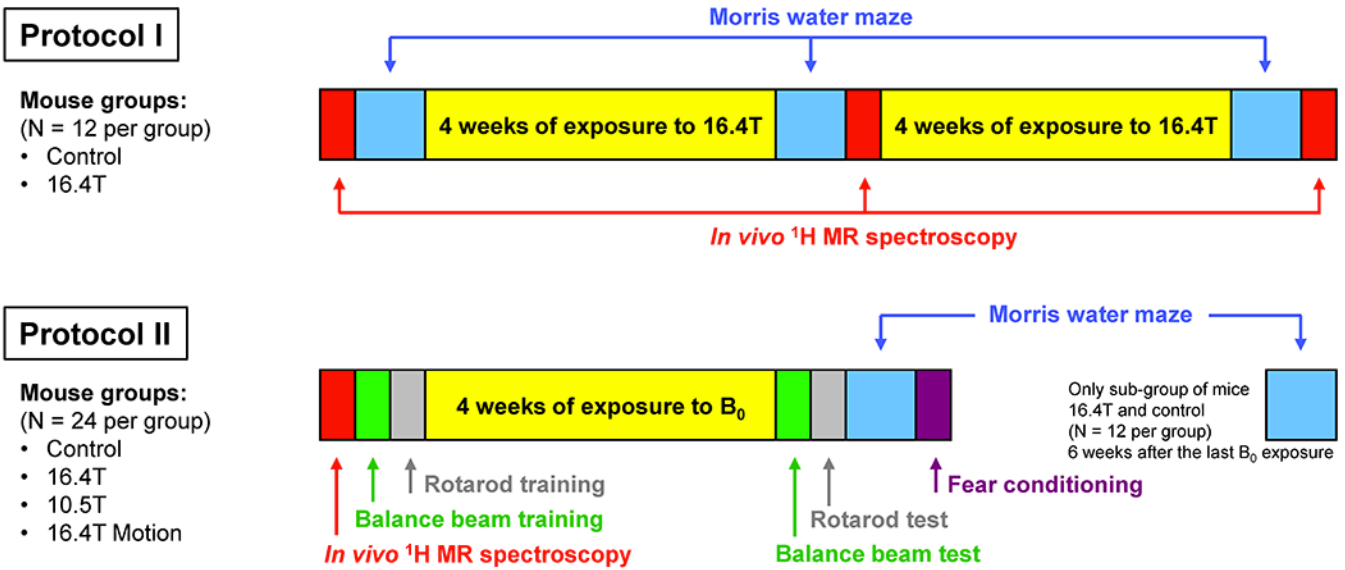 Protocol I
Mouse groups:
(N = 12 per group)
• Control
• 16.4T
Morris water maze
4 weeks of exposure to 16.4T
4 weeks of exposure to 16.4T
In vivo ¹H MR spectroscopy
Protocol II
Mouse groups:
(N = 24 per group)
• Control
• 16.4T
• 10.5T
• 16.4T Motion
Morris water maze
4 weeks of exposure to B₀
Only sub-group of mice
16.4T and control
(N = 12 per group)
6 weeks after the last B₀ exposure
Rotarod training
Balance beam training
In vivo ¹H MR spectroscopy
Fear conditioning
Rotarod test
Balance beam test